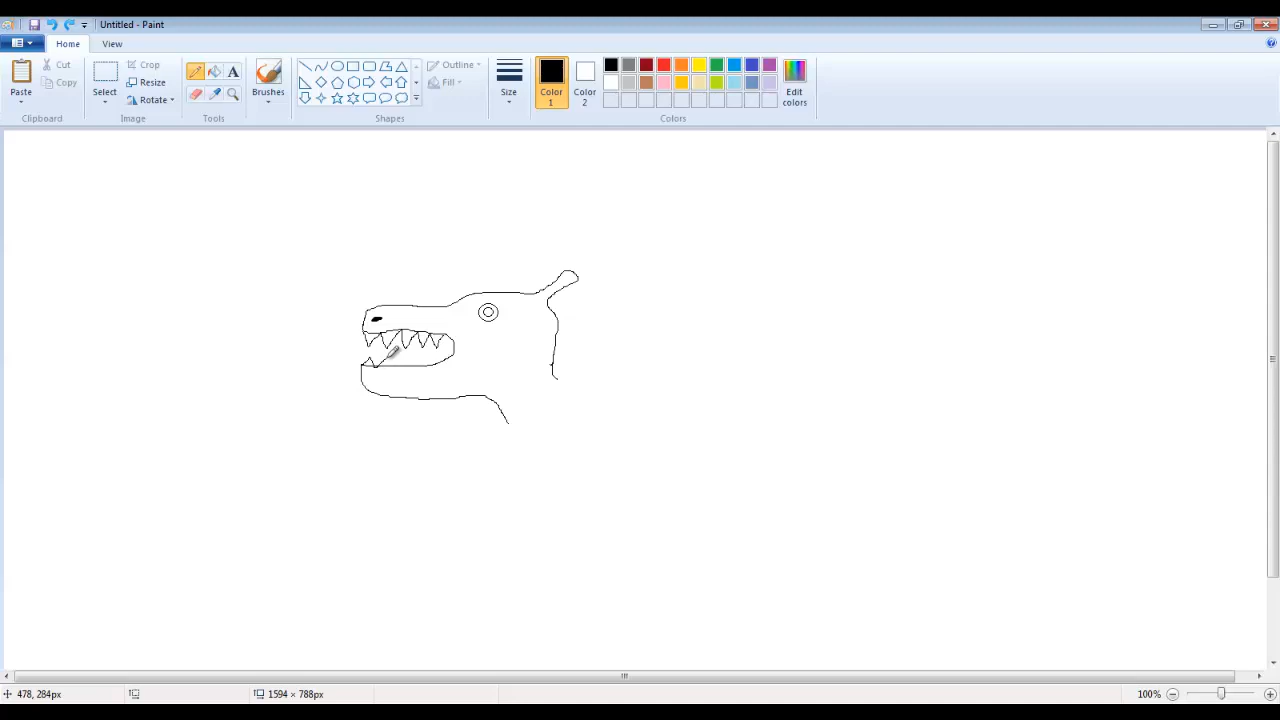 Untitled - Paint
Home View
Paste
Cut
Copy
Clipboard
Select
Crop
Resize
Rotate
Image
A
Tools
Brushes
Outline
Fill
Shapes
Size
Color 1
Color 2
Edit colors
Colors
478, 284px
1594 × 788px
100%